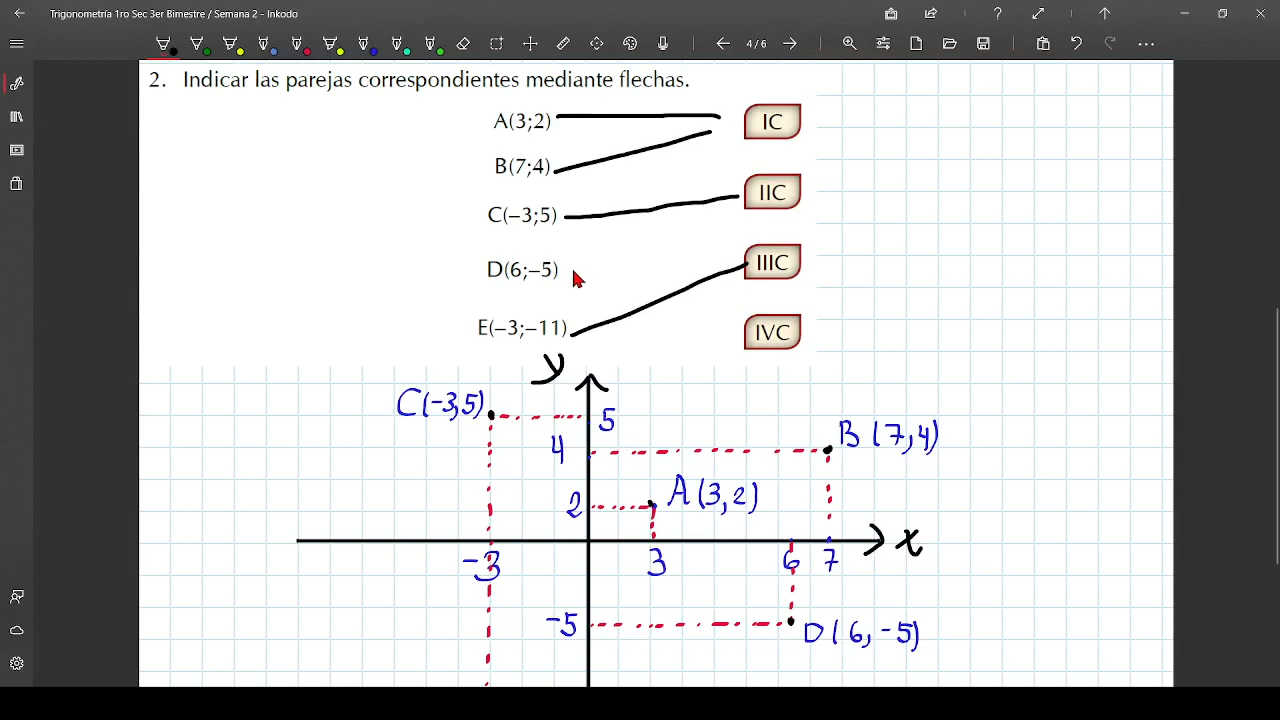 Trigonometría 1ro Sec 3er Bimestre / Semana 2 - Inkodo
4/6
2. Indicar las parejas correspondientes mediante flechas.
A(3;2) IC
B(7;4)
C(−3;5) IIC
D(6;−5) IIIC
E(−3;−11) IVC
y
C(-3,5) 5
4 B(7,4)
2 A(3,2)
x
-3 3 6 7
-5 D(6,-5)